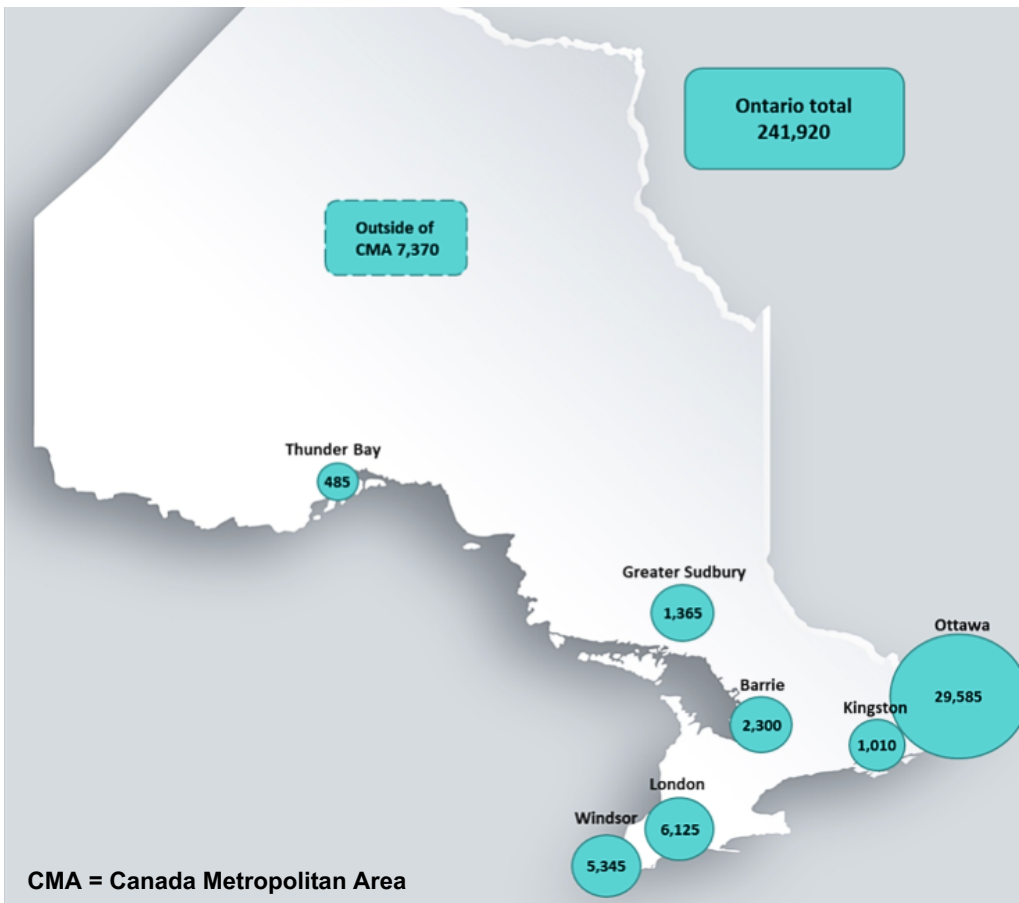 Ontario total
241,920
Outside of
CMA 7,370
Thunder Bay
485
Greater Sudbury
1,365
Ottawa
29,585
Barrie
2,300
Kingston
1,010
London
6,125
Windsor
5,345
CMA = Canada Metropolitan Area